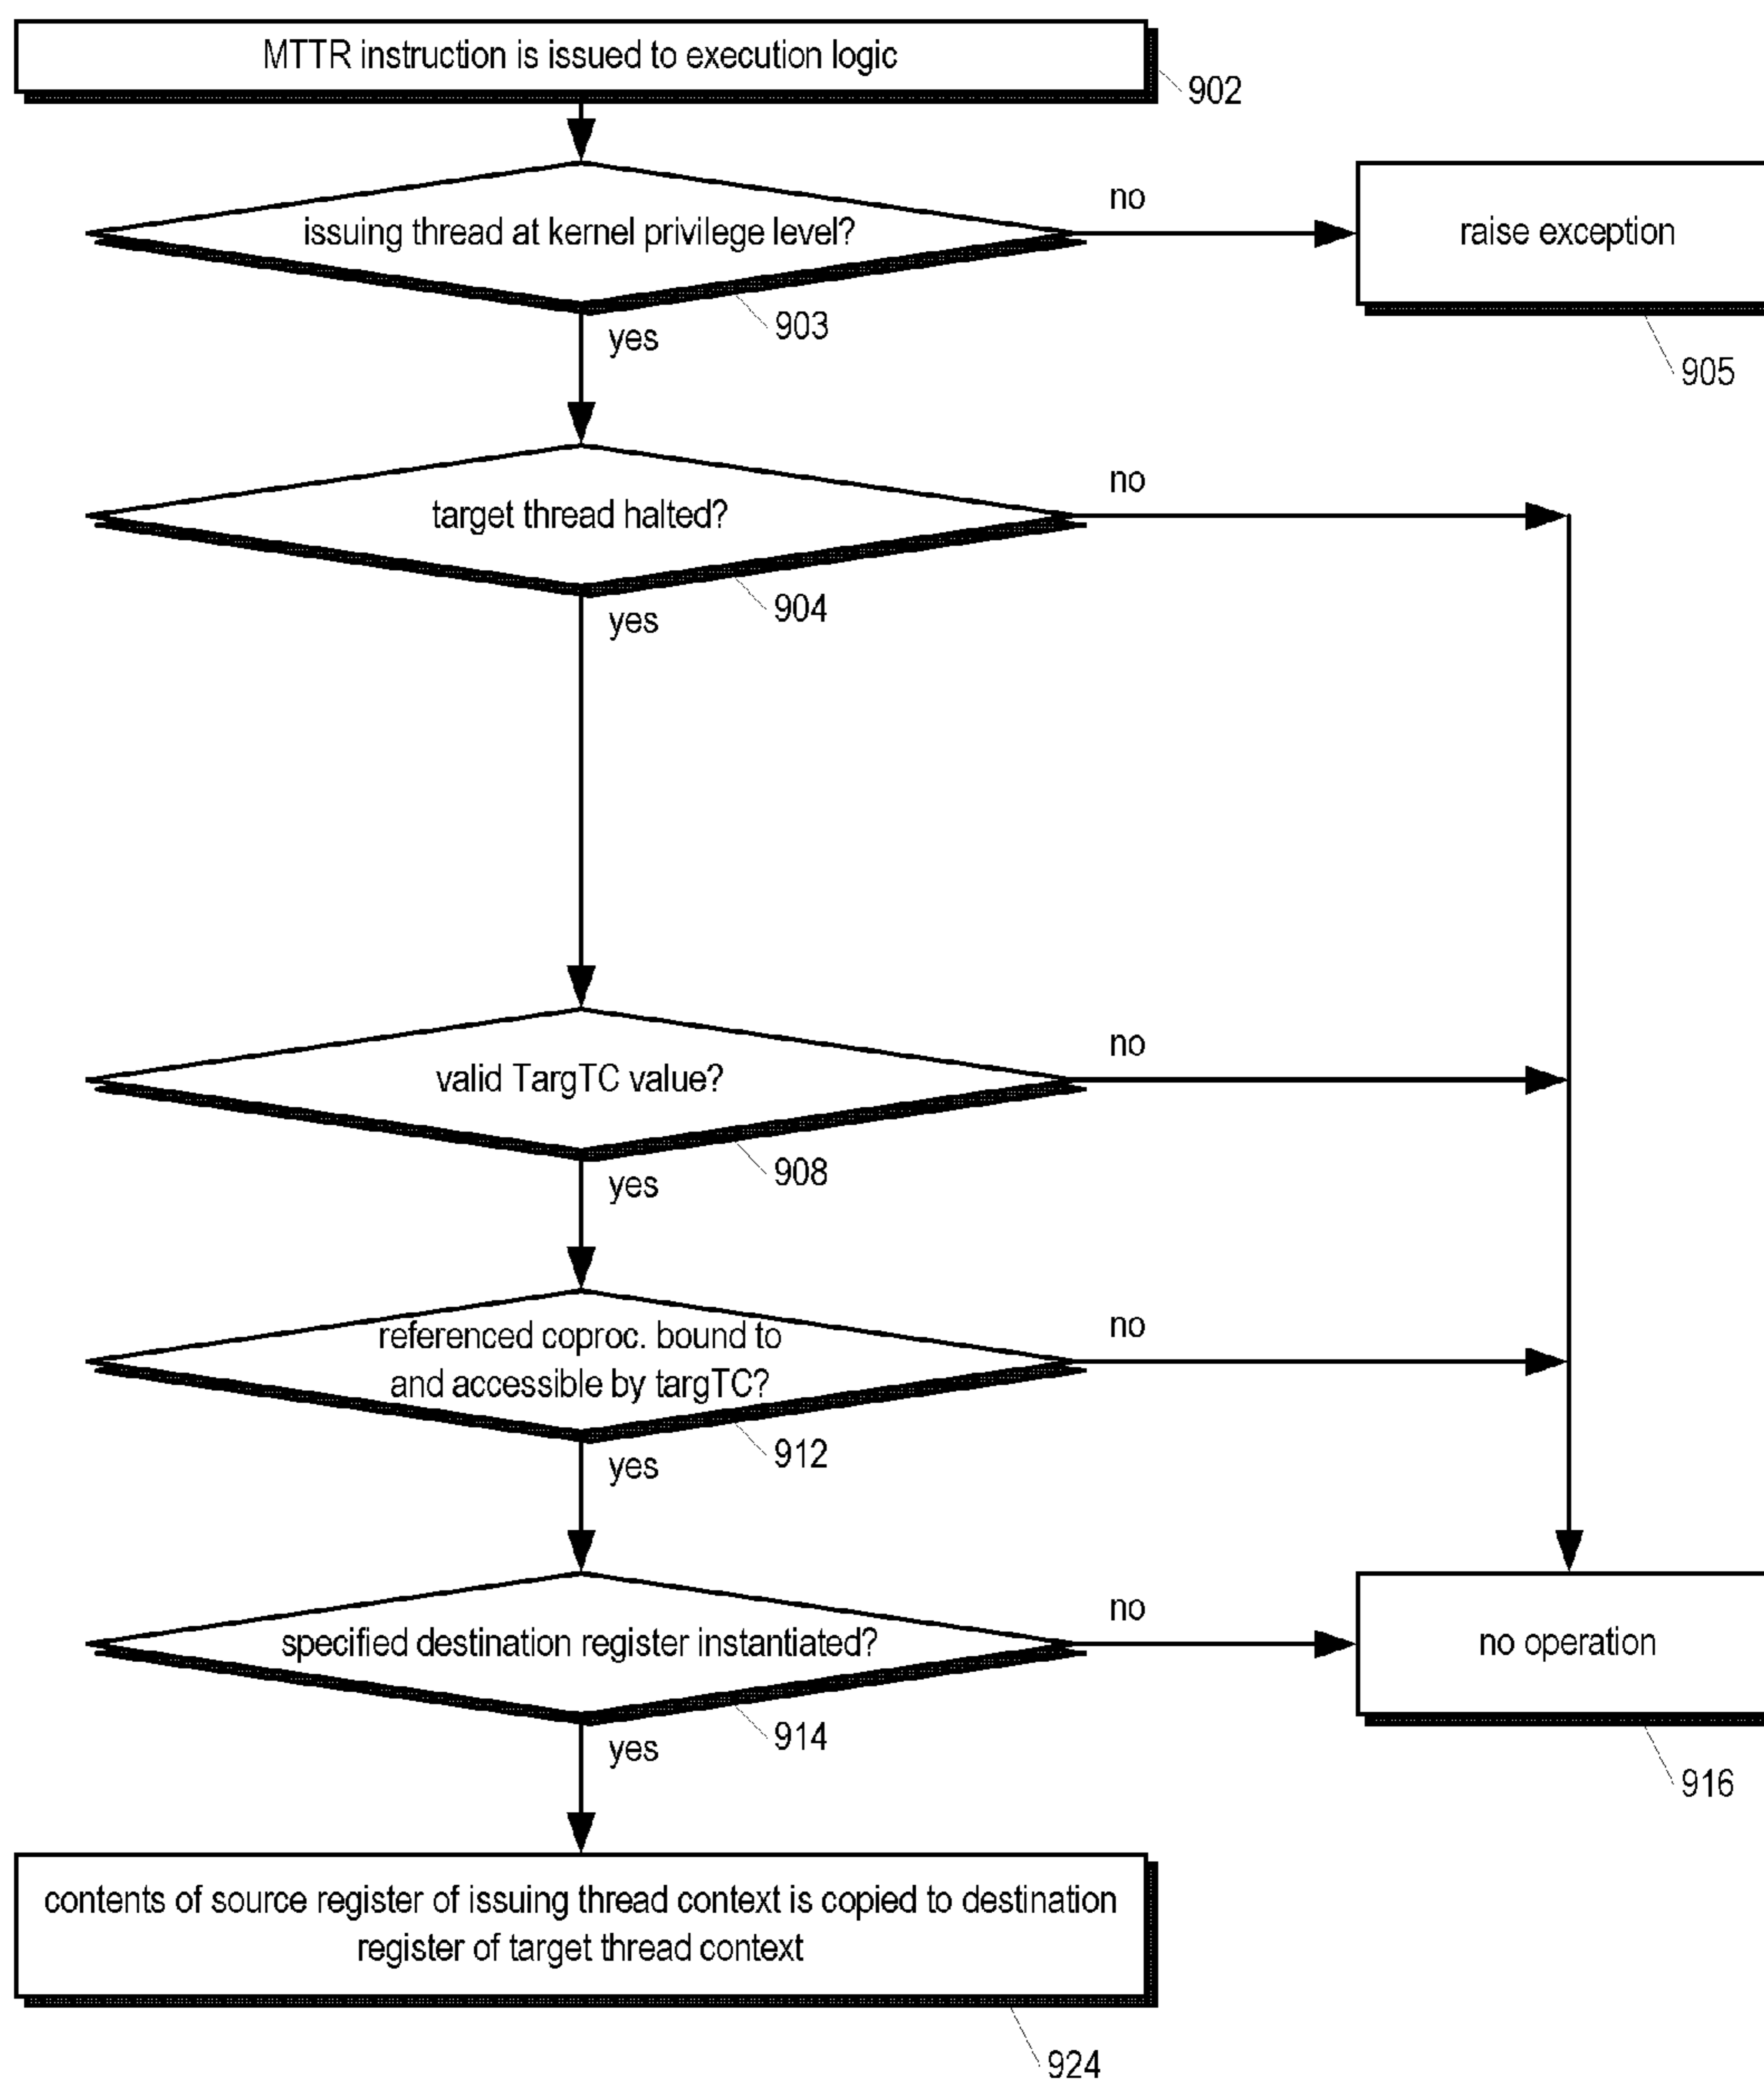 MTTR instruction is issued to execution logic
902
issuing thread at kernel privilege level?
no
raise exception
903
yes
905
target thread halted?
no
904
yes
valid TargTC value?
no
908
yes
referenced coproc. bound to
and accessible by targTC?
no
912
yes
specified destination register instantiated?
no
no operation
914
yes
916
contents of source register of issuing thread context is copied to destination
register of target thread context
924